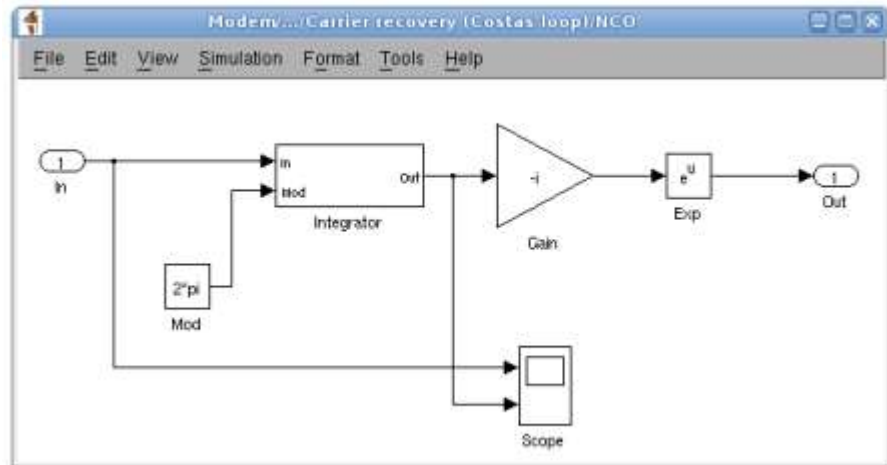 Modem/.../Carrier recovery (Costas loop)/NCO
File Edit View Simulation Format Tools Help
1
In
In
Mod
Out
Integrator
-i
Gain
e^u
Exp
1
Out
2*pi
Mod
Scope